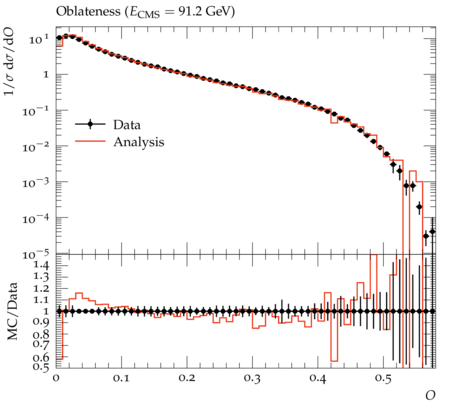 Oblateness (E_CMS = 91.2 GeV)
1/σ dσ/dO
10^1
1
10^−1
10^−2
10^−3
10^−4
10^−5
Data
Analysis
MC/Data
1.4
1.3
1.2
1.1
1
0.9
0.8
0.7
0.6
0.5
0 0.1 0.2 0.3 0.4 0.5
O